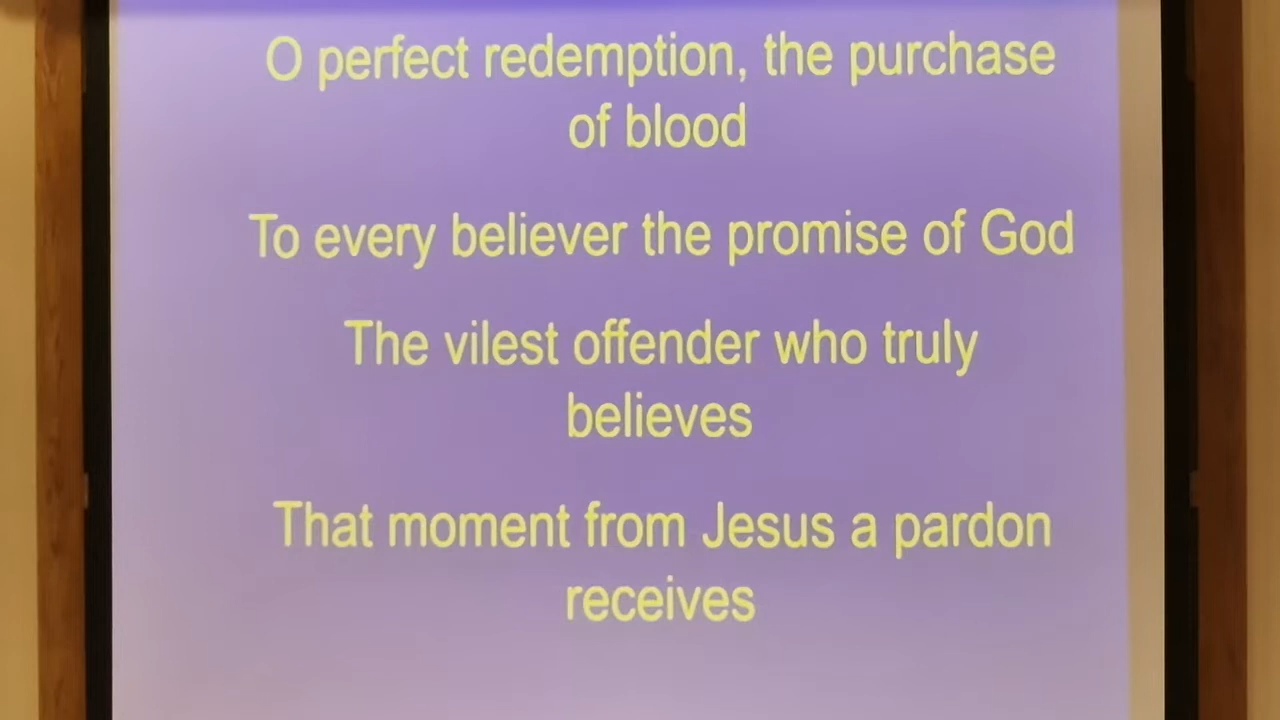 O perfect redemption, the purchase
of blood
To every believer the promise of God
The vilest offender who truly
believes
That moment from Jesus a pardon
receives